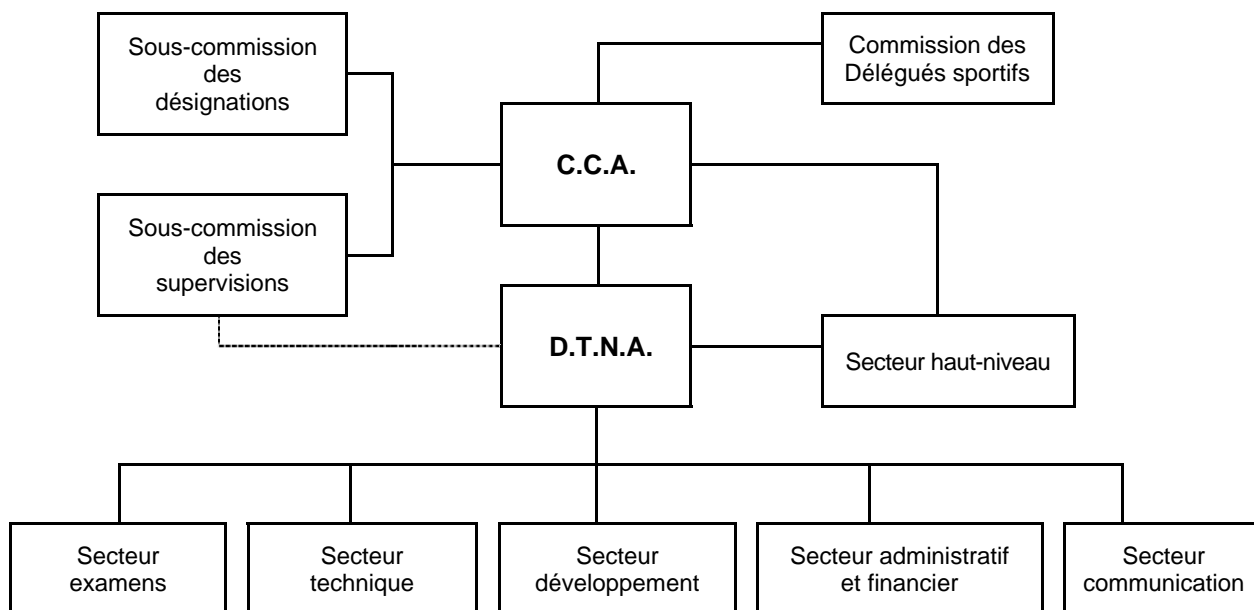 Sous-commission
des
désignations
Commission des
Délégués sportifs
C.C.A.
Sous-commission
des
supervisions
D.T.N.A.
Secteur haut-niveau
Secteur
examens
Secteur
technique
Secteur
développement
Secteur administratif
et financier
Secteur
communication